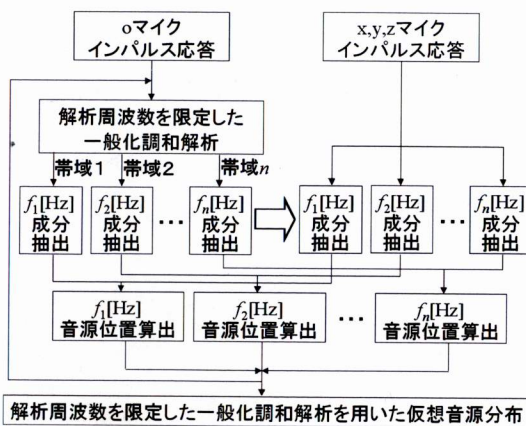 oマイク
インパルス応答
x,y,zマイク
インパルス応答
解析周波数を限定した
一般化調和解析
帯域1
帯域2
帯域n
f1[Hz]
成分
抽出
f2[Hz]
成分
抽出
…
fn[Hz]
成分
抽出
f1[Hz]
成分
抽出
f2[Hz]
成分
抽出
…
fn[Hz]
成分
抽出
f1[Hz]
音源位置算出
f2[Hz]
音源位置算出
…
fn[Hz]
音源位置算出
解析周波数を限定した一般化調和解析を用いた仮想音源分布